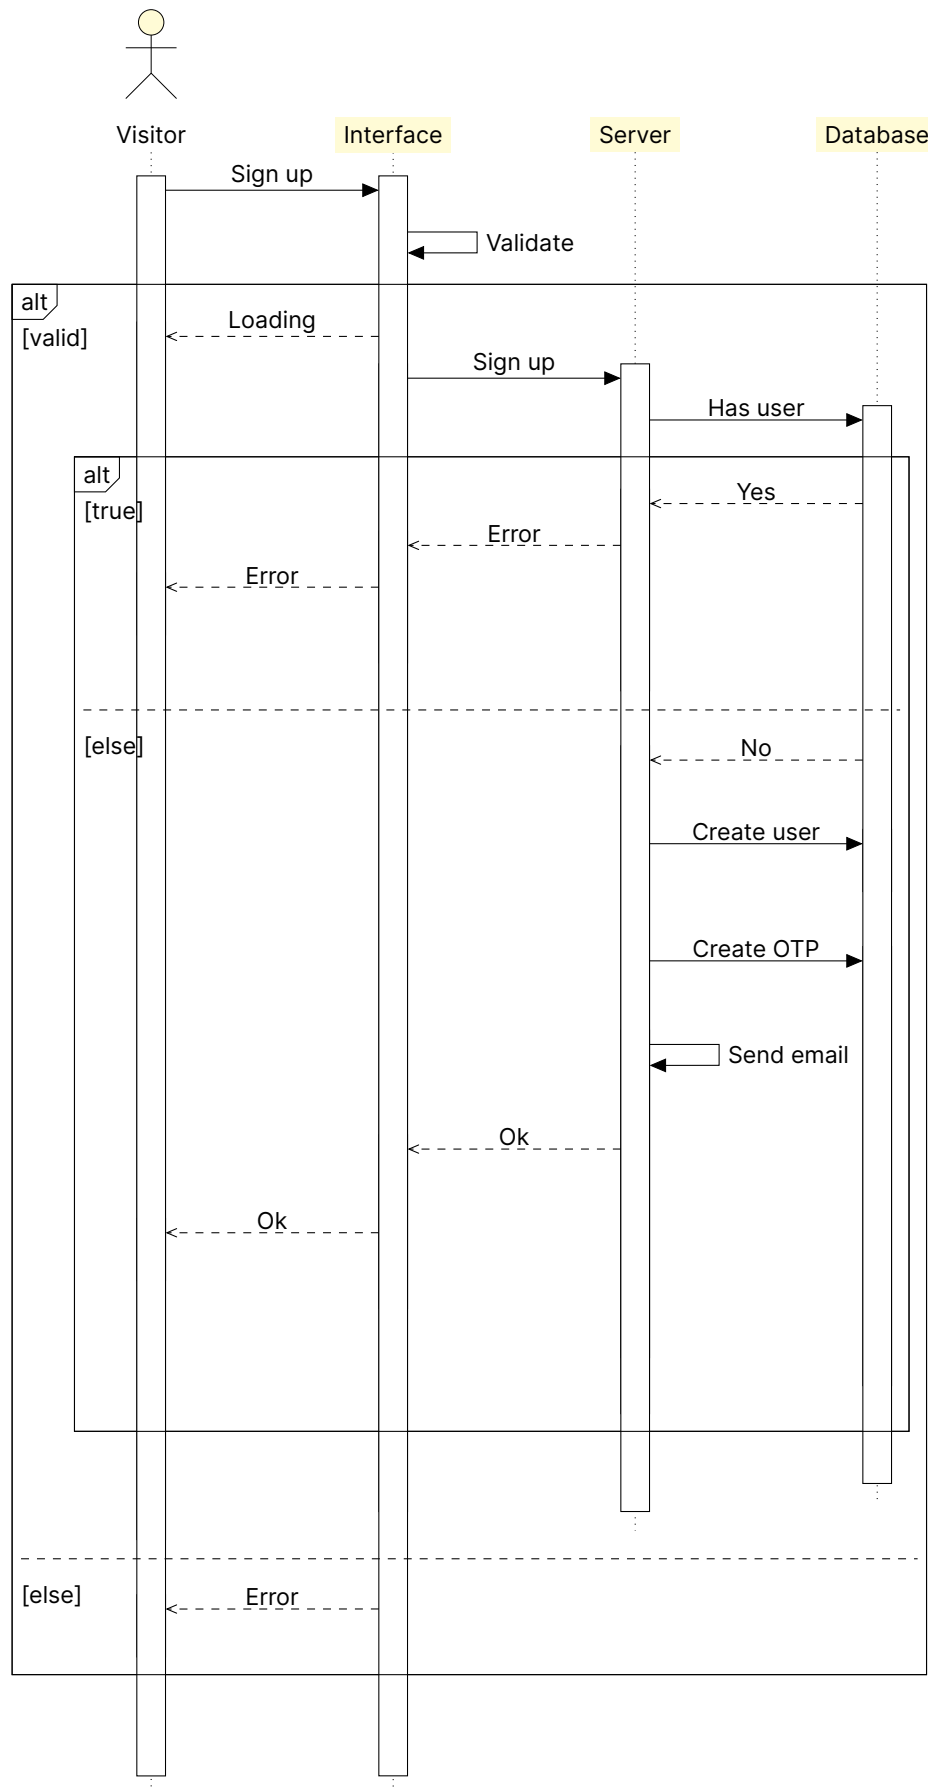 Visitor
Interface
Server
Database
Sign up
Validate
alt
[valid]
Loading
Sign up
Has user
alt
[true]
Yes
Error
Error
[else]
No
Create user
Create OTP
Send email
Ok
Ok
[else]
Error